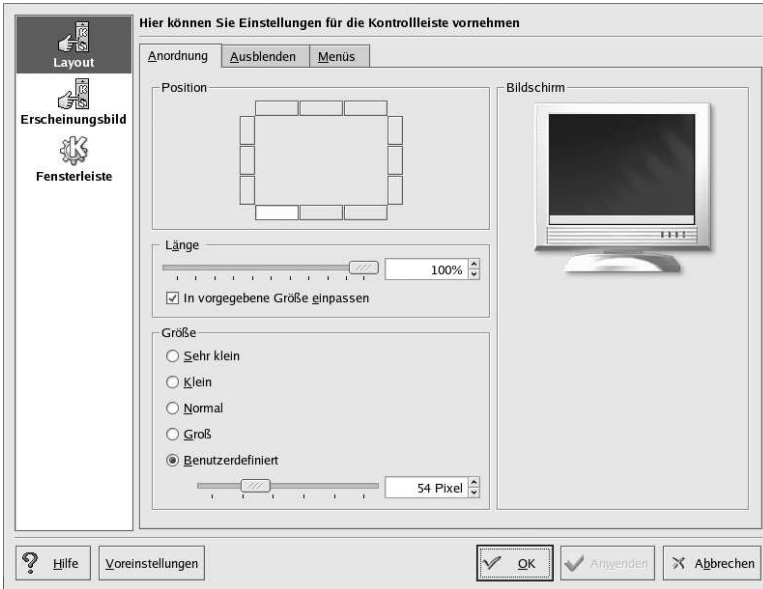 Hier können Sie Einstellungen für die Kontrollleiste vornehmen
Layout
Erscheinungsbild
Fensterleiste
Anordnung Ausblenden Menüs
Position
Länge
100%
In vorgegebene Größe einpassen
Größe
Sehr klein
Klein
Normal
Groß
Benutzerdefiniert
54 Pixel
Bildschirm
Hilfe Voreinstellungen OK Anwenden Abbrechen